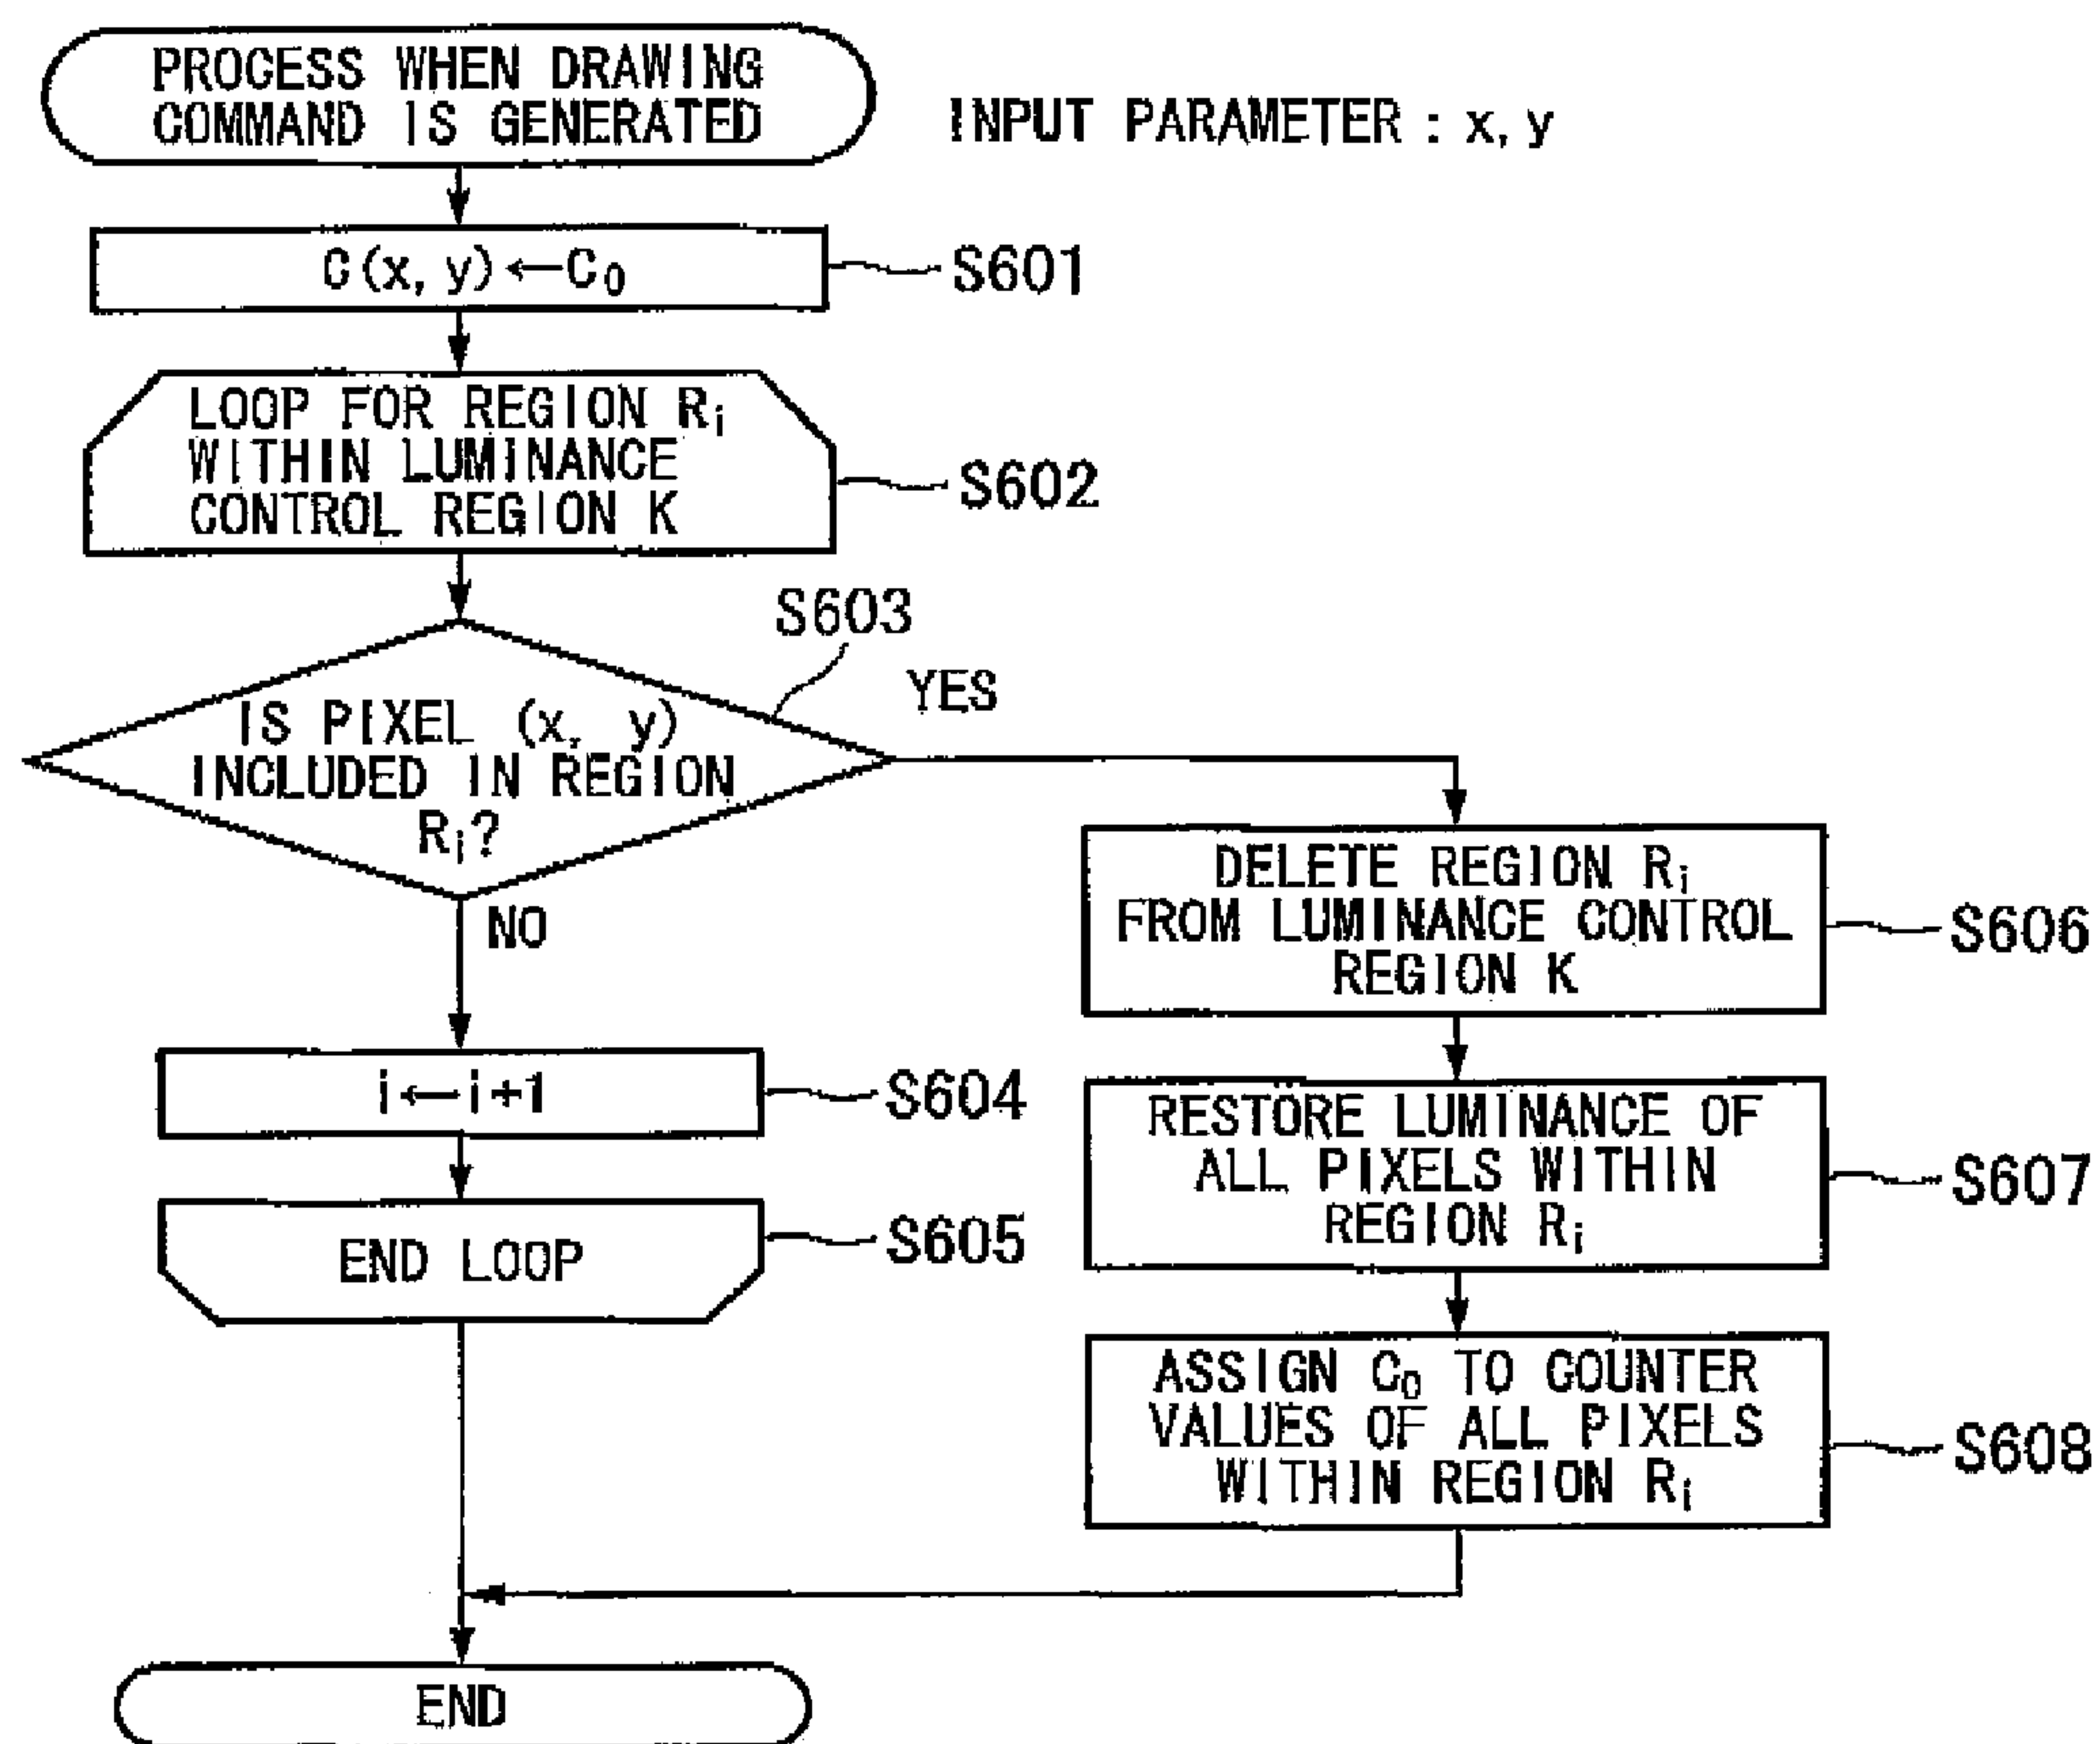 PROCESS WHEN DRAWING
COMMAND IS GENERATED
INPUT PARAMETER : x, y
C(x, y)←C₀
S601
LOOP FOR REGION Rᵢ
WITHIN LUMINANCE
CONTROL REGION K
S602
S603
YES
IS PIXEL (x, y)
INCLUDED IN REGION
Rᵢ?
NO
DELETE REGION Rᵢ
FROM LUMINANCE CONTROL
REGION K
S606
i←i+1
S604
RESTORE LUMINANCE OF
ALL PIXELS WITHIN
REGION Rᵢ
S607
END LOOP
S605
ASSIGN C₀ TO COUNTER
VALUES OF ALL PIXELS
WITHIN REGION Rᵢ
S608
END